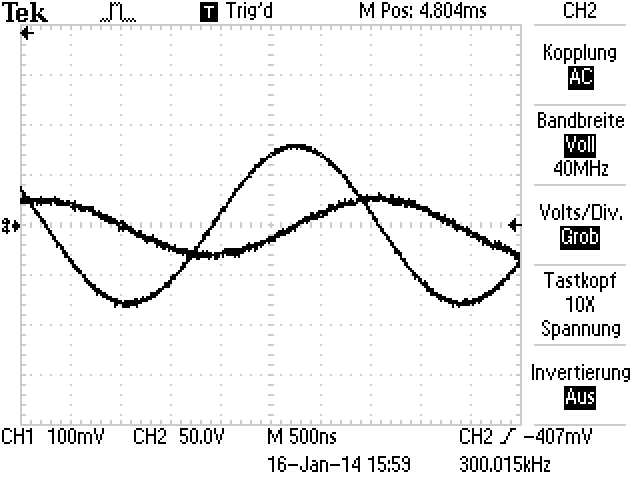 Tek T Trig'd M Pos: 4.804ms CH2
Kopplung
AC
Bandbreite
Voll
40MHz
2
Volts/Div.
Grob
Tastkopf
10X
Spannung
Invertierung
Aus
CH1 100mV CH2 50.0V M 500ns CH2 -407mV
16-Jan-14 15:59 300.015kHz